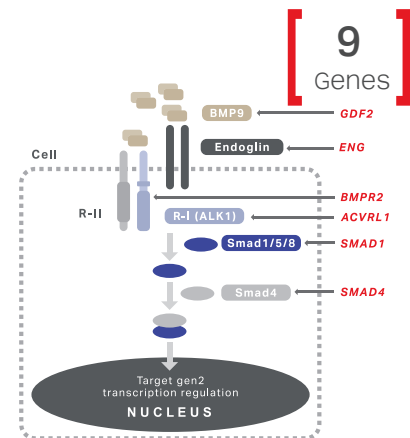 9
Genes
BMP9
GDF2
Endoglin
ENG
Cell
BMPR2
R-II
R-I (ALK1)
ACVRL1
Smad1/5/8
SMAD1
Smad4
SMAD4
Target gen2
transcription regulation
NUCLEUS